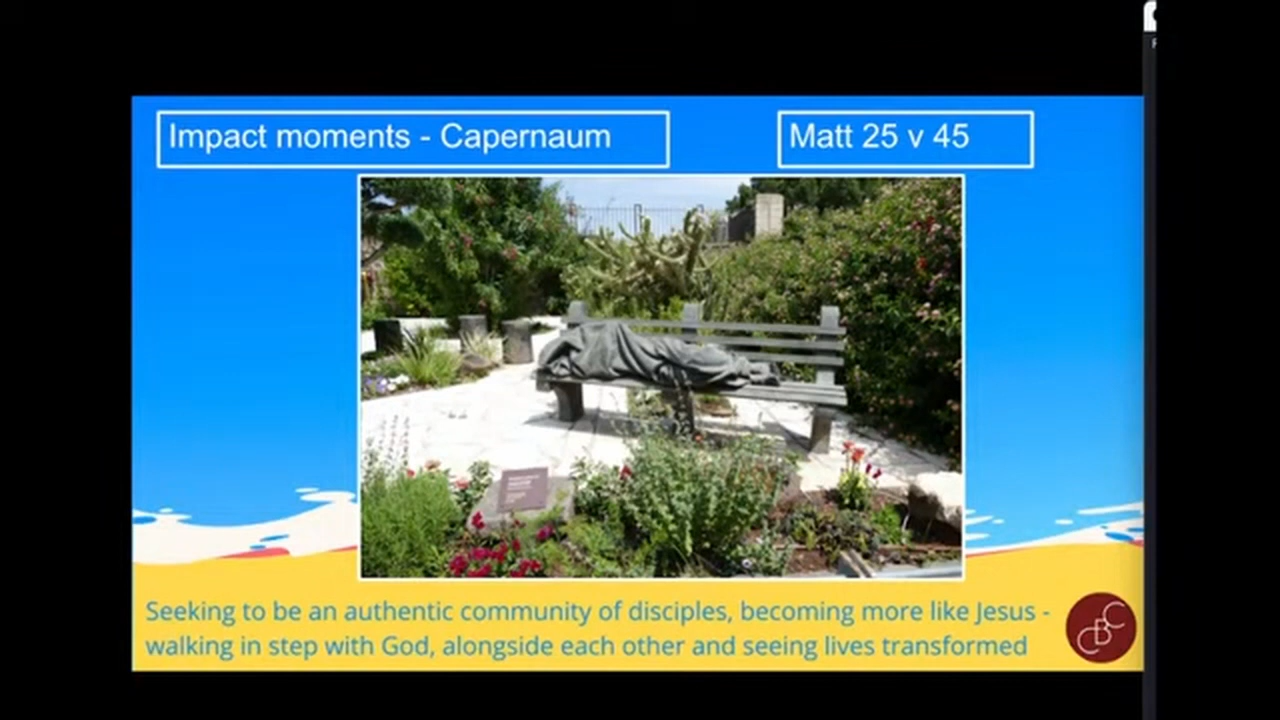 Impact moments - Capernaum
Matt 25 v 45
Seeking to be an authentic community of disciples, becoming more like Jesus -
walking in step with God, alongside each other and seeing lives transformed
CBC